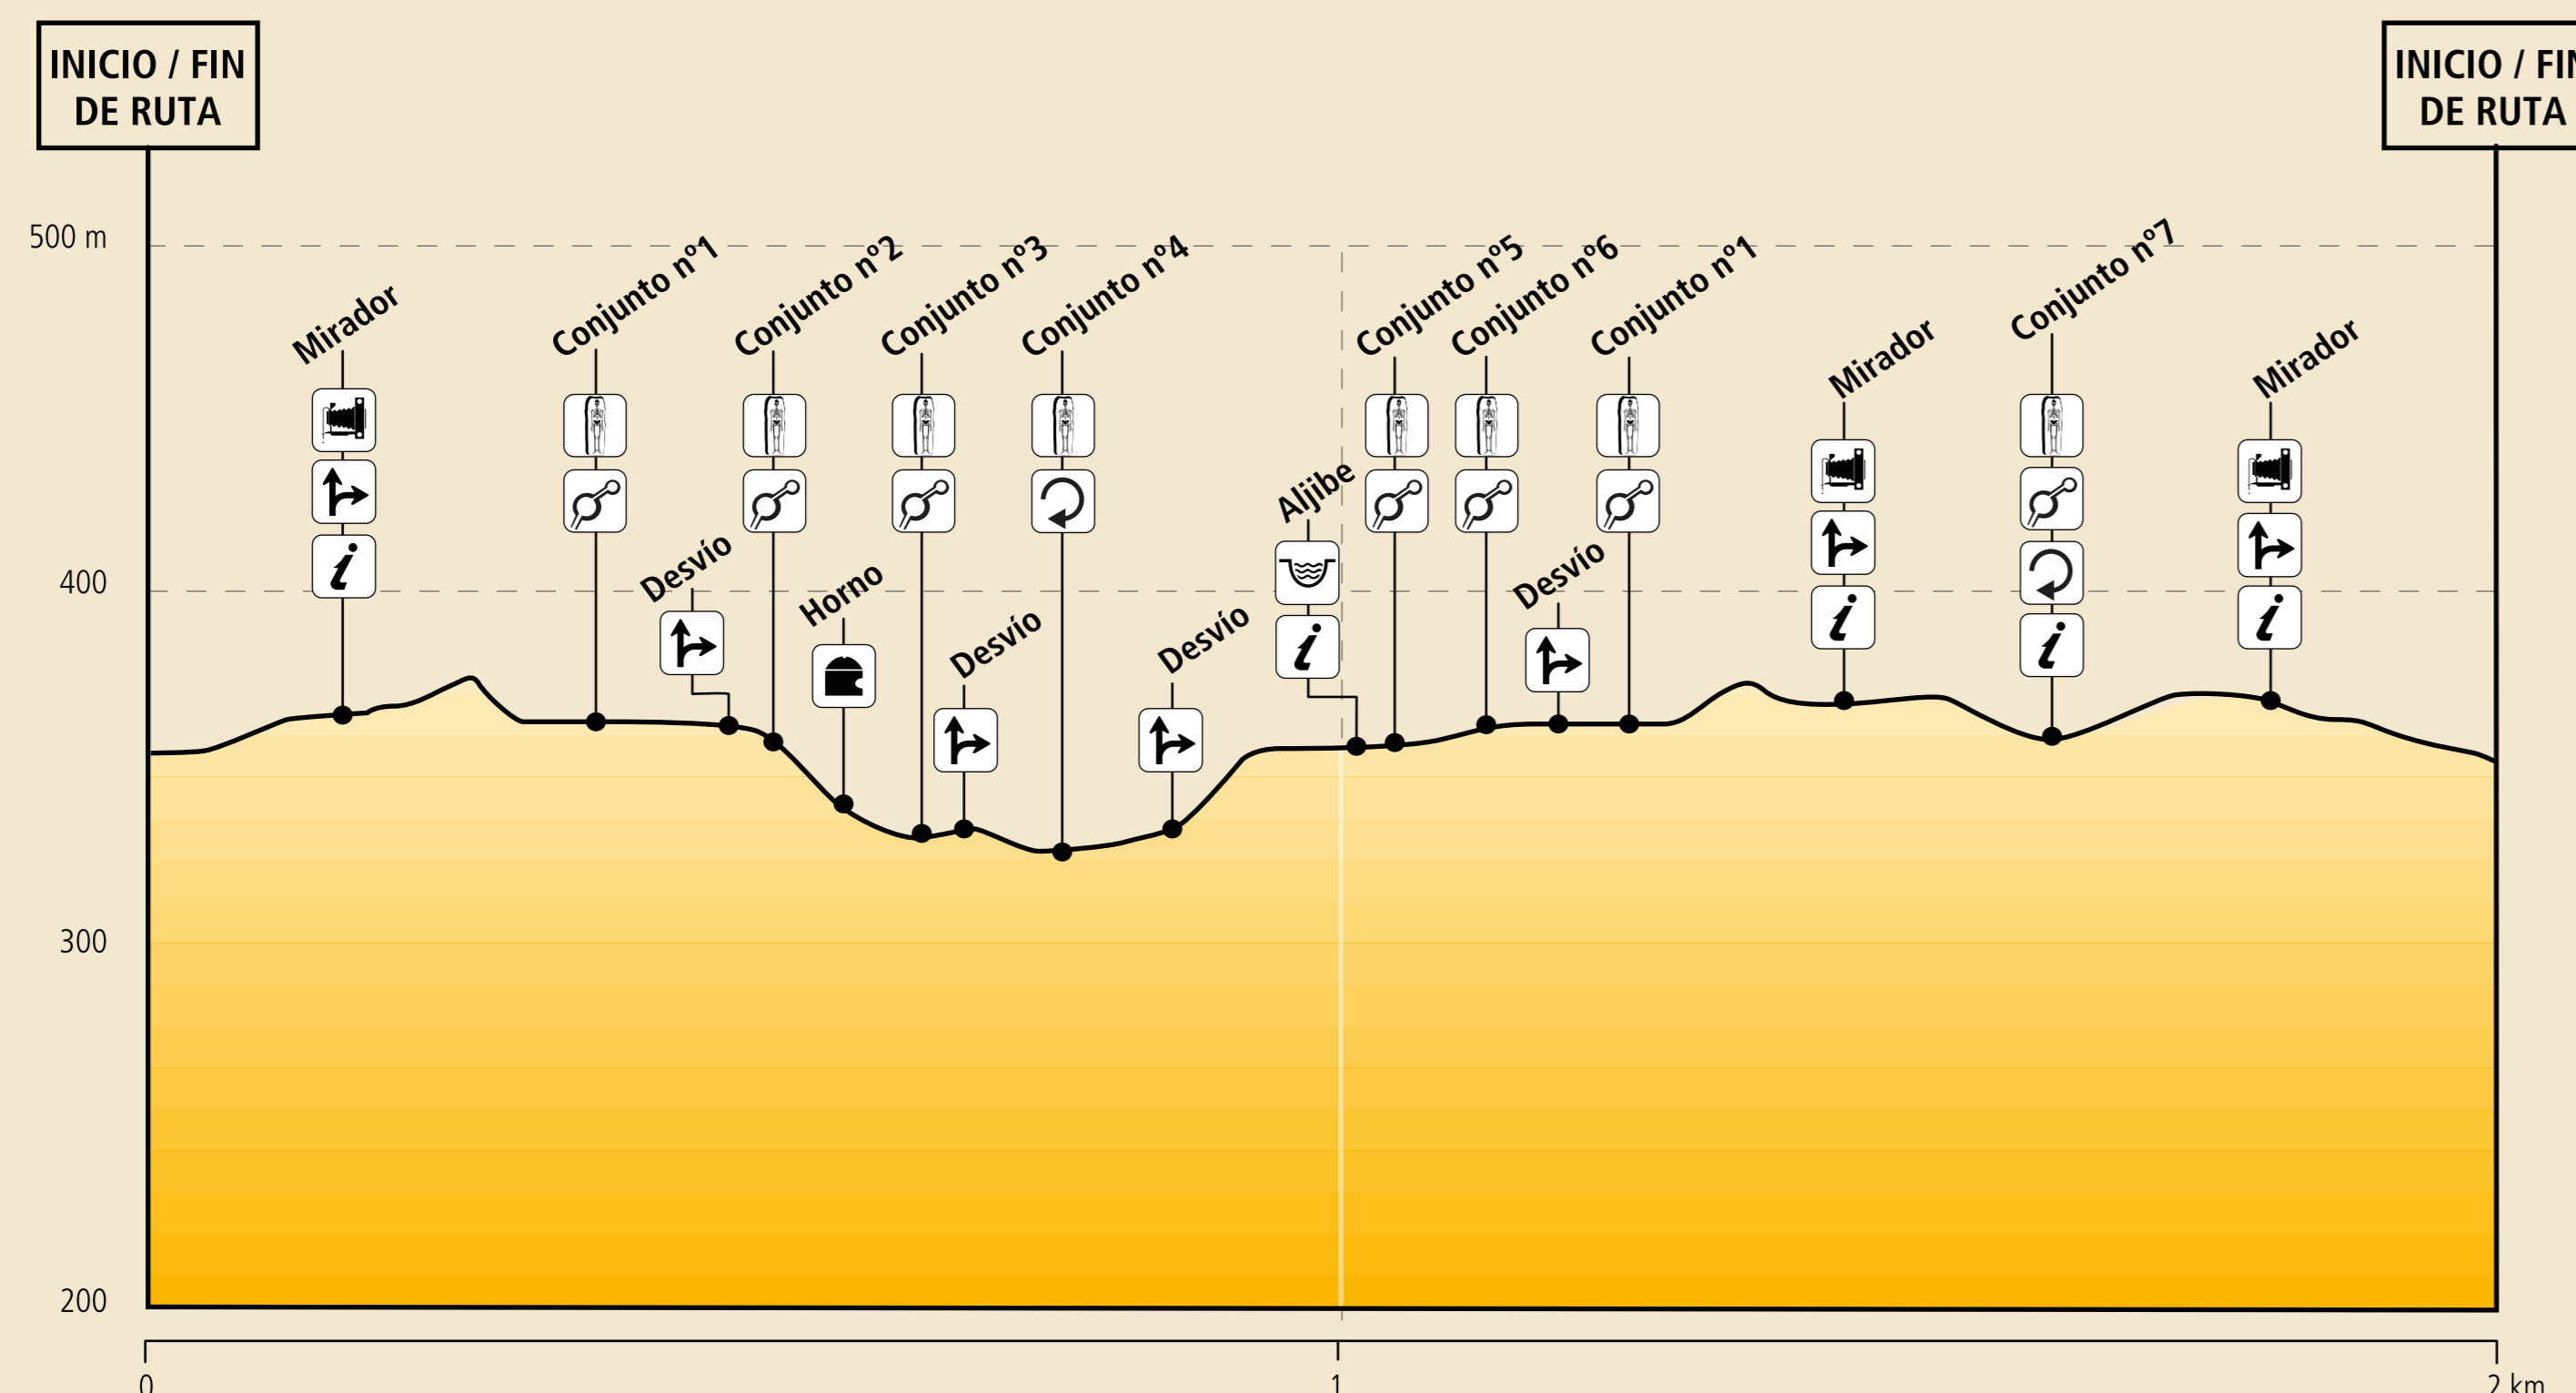 INICIO / FIN
DE RUTA
INICIO / FIN
DE RUTA
500 m
400
300
200
Mirador
Conjunto nº1
Desvío
Conjunto nº2
Horno
Conjunto nº3
Desvío
Conjunto nº4
Desvío
Aljibe
Conjunto nº5
Conjunto nº6
Desvío
Conjunto nº1
Mirador
Conjunto nº7
Mirador
i
i
i
i
i
0
1
2 km